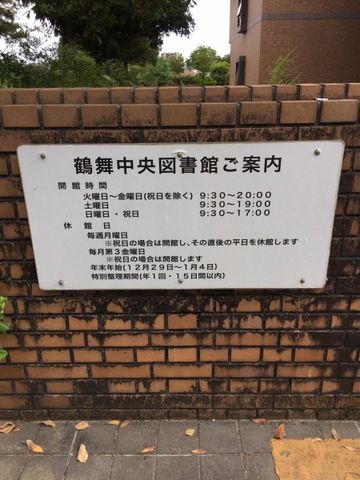 鶴舞中央図書館ご案内
開館時間
火曜日～金曜日(祝日を除く) 9:30～20:00
土曜日 9:30～19:00
日曜日・祝日 9:30～17:00
休館日
毎週月曜日
※祝日の場合は開館し、その直後の平日を休館します
毎月第3金曜日
※祝日の場合は開館します
年末年始(12月29日～1月4日)
特別整理期間(年1回・15日間以内)